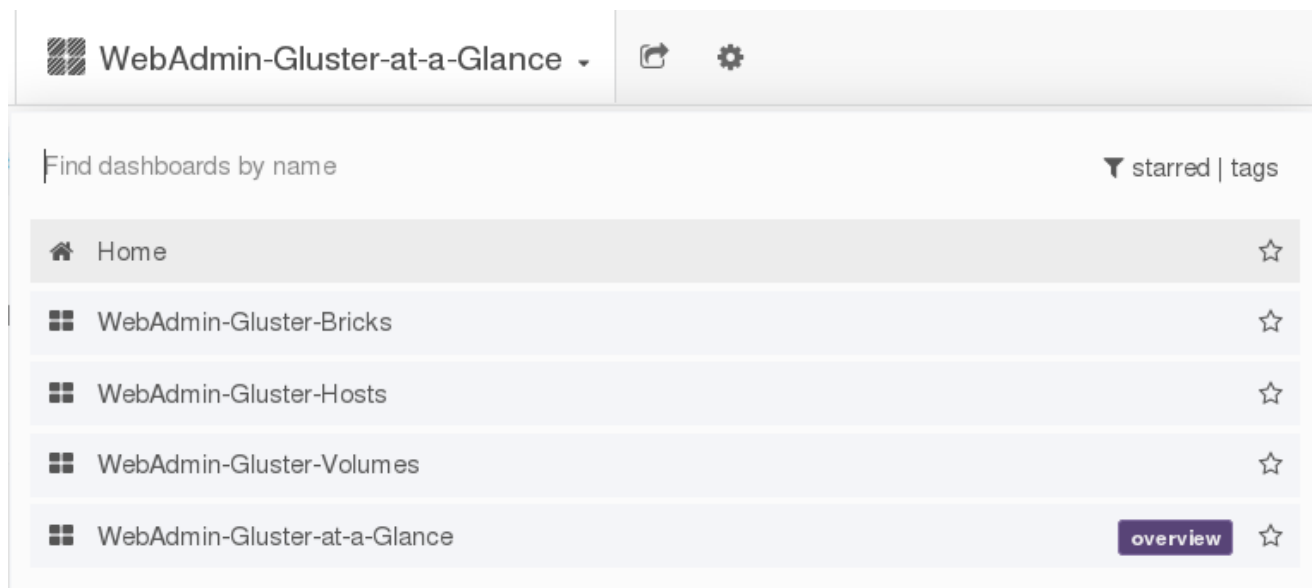 WebAdmin-Gluster-at-a-Glance
Find dashboards by name starred | tags
Home
WebAdmin-Gluster-Bricks
WebAdmin-Gluster-Hosts
WebAdmin-Gluster-Volumes
WebAdmin-Gluster-at-a-Glance overview